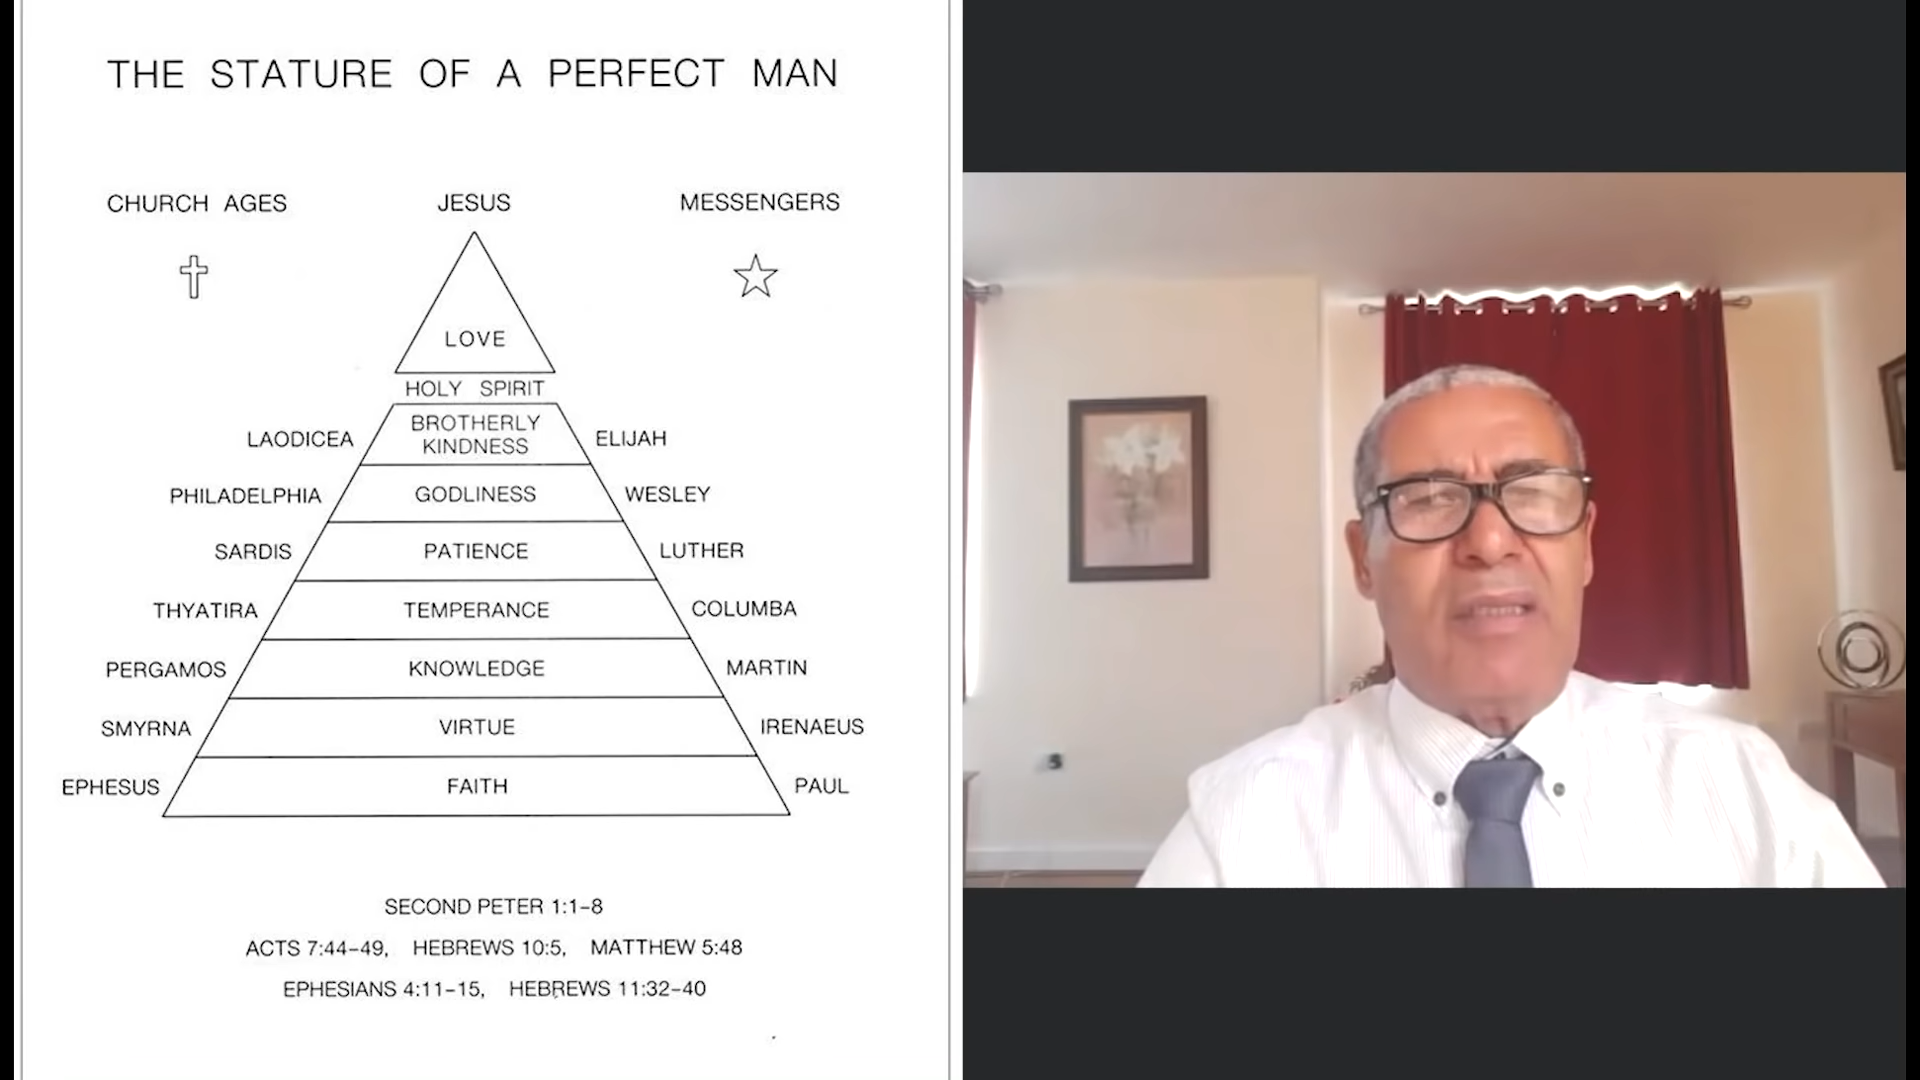 THE STATURE OF A PERFECT MAN
CHURCH AGES JESUS MESSENGERS
LOVE
HOLY SPIRIT
BROTHERLY
KINDNESS
LAODICEA ELIJAH
PHILADELPHIA GODLINESS WESLEY
SARDIS PATIENCE LUTHER
THYATIRA TEMPERANCE COLUMBA
PERGAMOS KNOWLEDGE MARTIN
SMYRNA VIRTUE IRENAEUS
EPHESUS FAITH PAUL
SECOND PETER 1:1–8
ACTS 7:44–49, HEBREWS 10:5, MATTHEW 5:48
EPHESIANS 4:11–15, HEBREWS 11:32–40